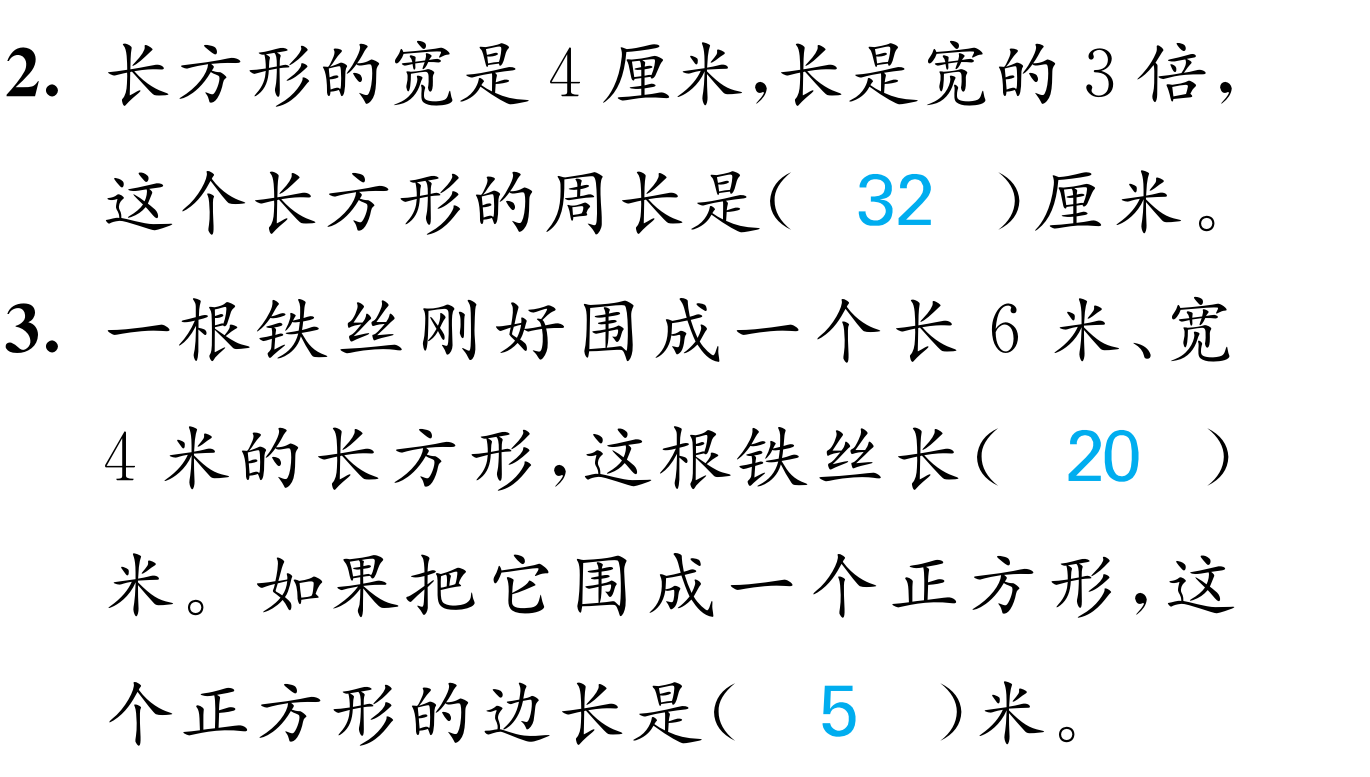 2. 长方形的宽是 4 厘米,长是宽的 3 倍,
这个长方形的周长是( 32 )厘米。
3. 一根铁丝刚好围成一个长 6 米、宽
4 米的长方形,这根铁丝长( 20 )
米。如果把它围成一个正方形,这
个正方形的边长是( 5 )米。